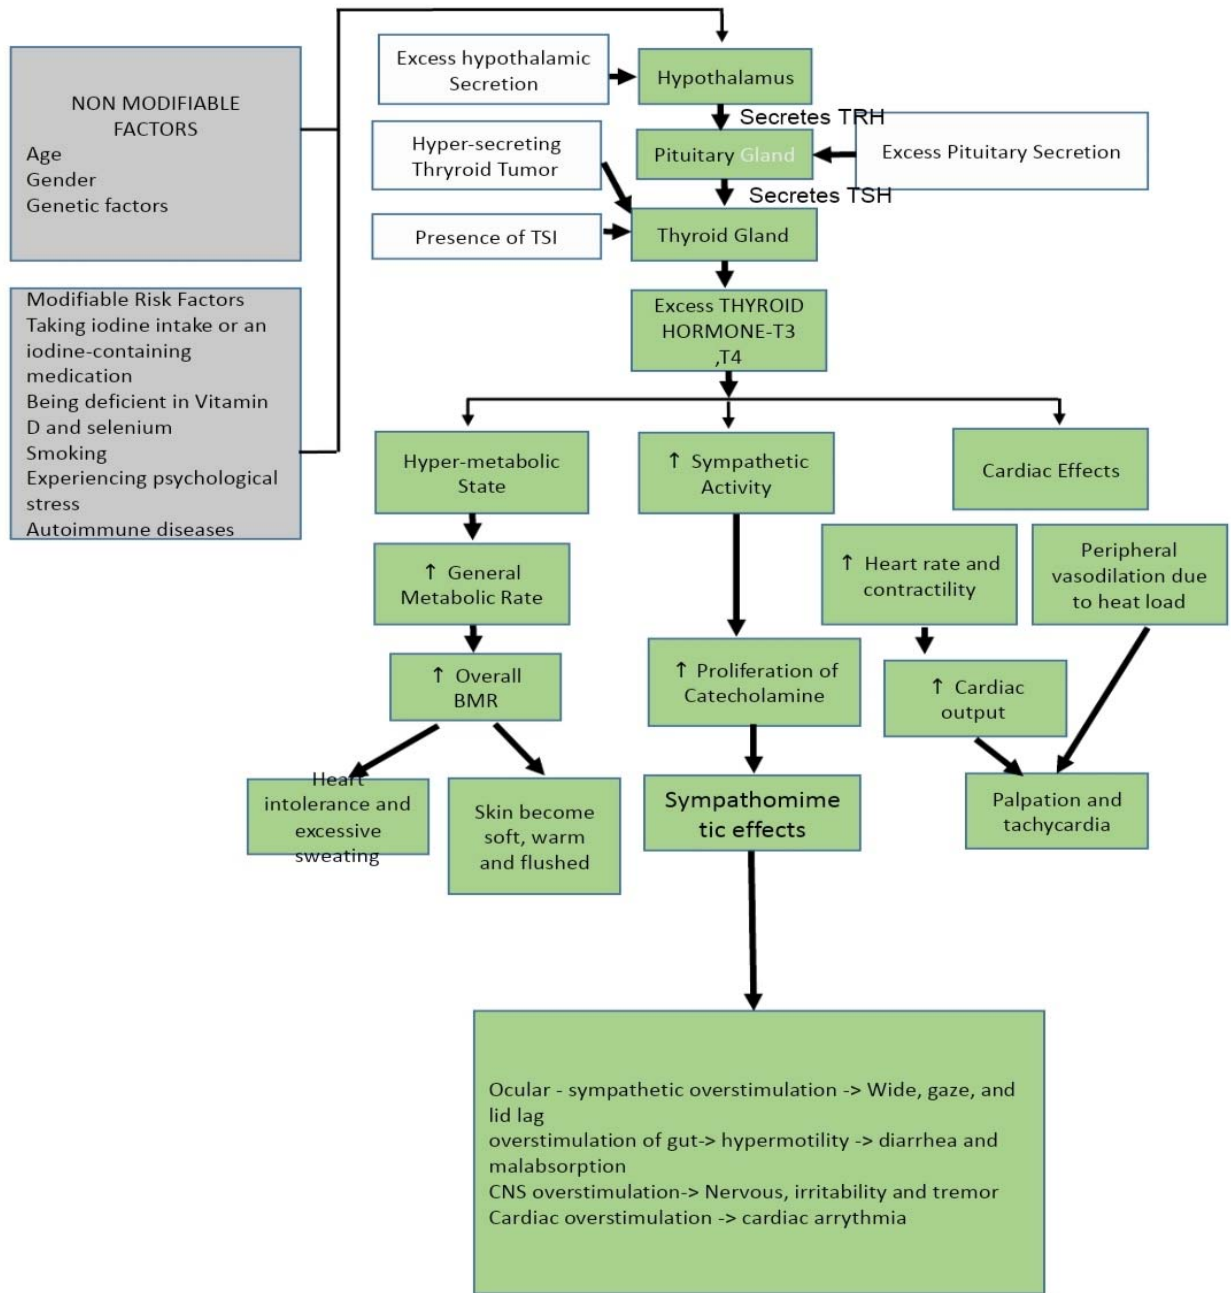 NON MODIFIABLE
FACTORS
Age
Gender
Genetic factors
Modifiable Risk Factors
Taking iodine intake or an
iodine-containing
medication
Being deficient in Vitamin
D and selenium
Smoking
Experiencing psychological
stress
Autoimmune diseases
Excess hypothalamic
Secretion
Hypothalamus
Secretes TRH
Hyper-secreting
Thryroid Tumor
Pituitary Gland
Excess Pituitary Secretion
Secretes TSH
Presence of TSI
Thyroid Gland
Excess THYROID
HORMONE-T3
,T4
Hyper-metabolic
State
↑ Sympathetic
Activity
Cardiac Effects
↑ General
Metabolic Rate
↑ Heart rate and
contractility
Peripheral
vasodilation due
to heat load
↑ Overall
BMR
↑ Proliferation of
Catecholamine
↑ Cardiac
output
Heart
intolerance and
excessive
sweating
Skin become
soft, warm
and flushed
Sympathomime
tic effects
Palpation and
tachycardia
Ocular - sympathetic overstimulation -> Wide, gaze, and
lid lag
overstimulation of gut-> hypermotility -> diarrhea and
malabsorption
CNS overstimulation-> Nervous, irritability and tremor
Cardiac overstimulation -> cardiac arrythmia